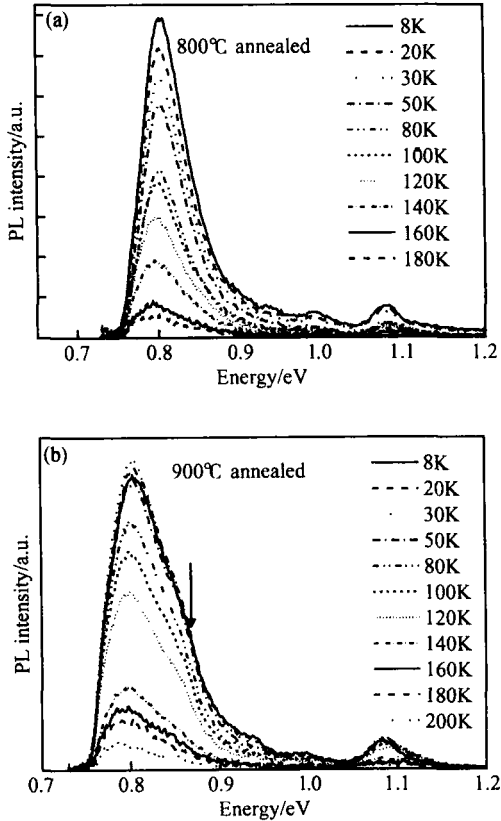 (a)
800℃ annealed
8K
20K
30K
50K
80K
100K
120K
140K
160K
180K
PL intensity/a.u.
0.7 0.8 0.9 1.0 1.1 1.2
Energy/eV
(b)
900℃ annealed
8K
20K
30K
50K
80K
100K
120K
140K
160K
180K
200K
PL intensity/a.u.
0.7 0.8 0.9 1.0 1.1 1.2
Energy/eV